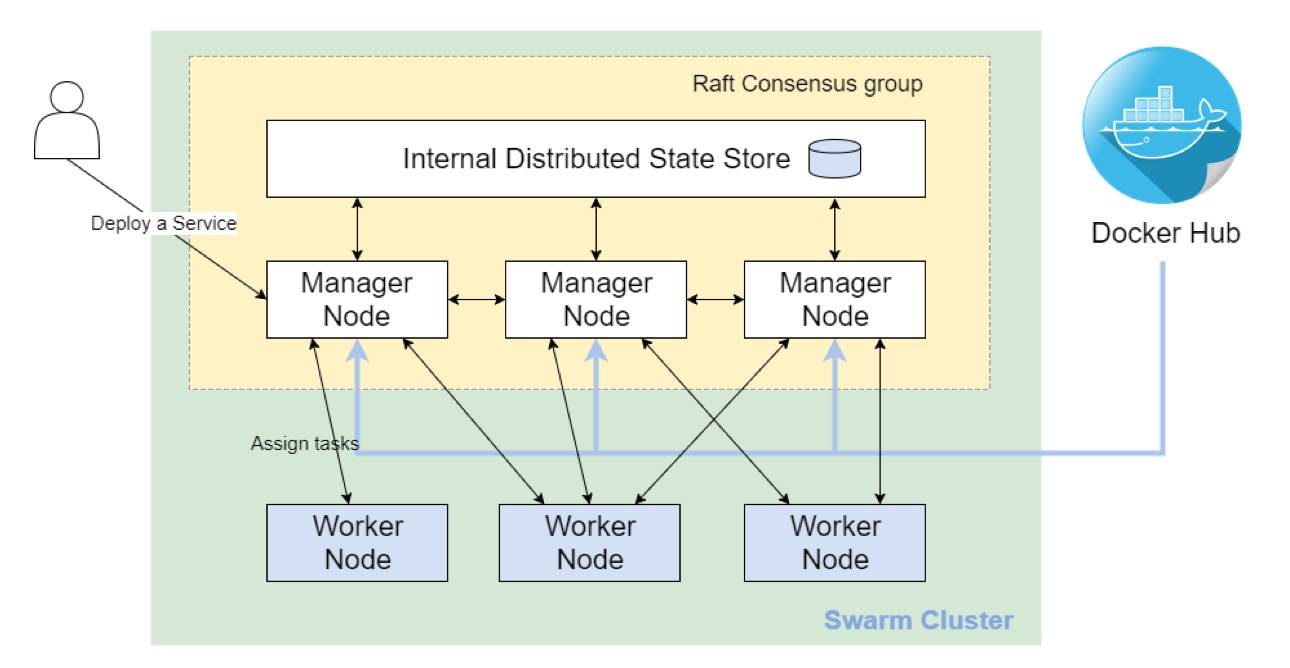 Raft Consensus group
Internal Distributed State Store
Deploy a Service
Docker Hub
Manager
Node
Manager
Node
Manager
Node
Assign tasks
Worker
Node
Worker
Node
Worker
Node
Swarm Cluster